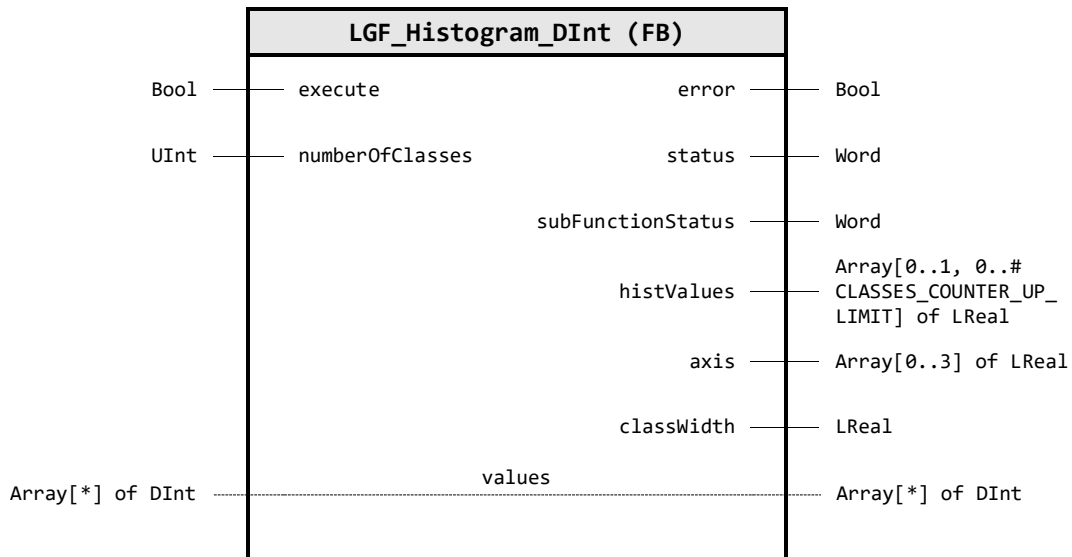 LGF_Histogram_DInt (FB)
Bool execute error Bool
UInt numberOfClasses status Word
subFunctionStatus Word
Array[0..1, 0..#
histValues CLASSES_COUNTER_UP_
LIMIT] of LReal
axis Array[0..3] of LReal
classWidth LReal
values
Array[*] of DInt Array[*] of DInt